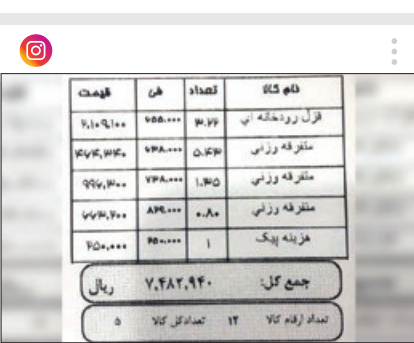 نام کالا تعداد فی قیمت
قزل رودخانه ای ۳.۲۲ ۶۵۵,۰۰۰ ۲,۱۰۹,۱۰۰
متفرقه وزنی ۵.۴۳ ۶۳۸,۰۰۰ ۳,۴۶۴,۳۴۰
متفرقه وزنی ۱.۳۵ ۷۳۸,۰۰۰ ۹۹۶,۳۰۰
متفرقه وزنی ۰.۸۰ ۸۲۹,۰۰۰ ۶۶۳,۲۰۰
هزینه پیک ۱ ۲۵۰,۰۰۰ ۲۵۰,۰۰۰
جمع کل: ۷,۴۸۲,۹۴۰ ریال
تعداد ارقام کالا ۱۲ تعداد کل کالا ۵